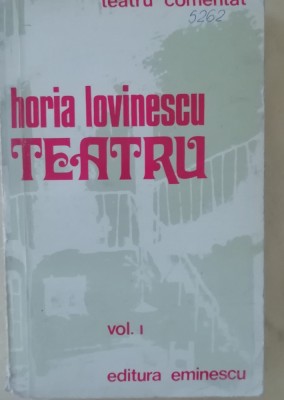 teatru comentat
5262
horia lovinescu
TEATRU
vol. I
editura eminescu